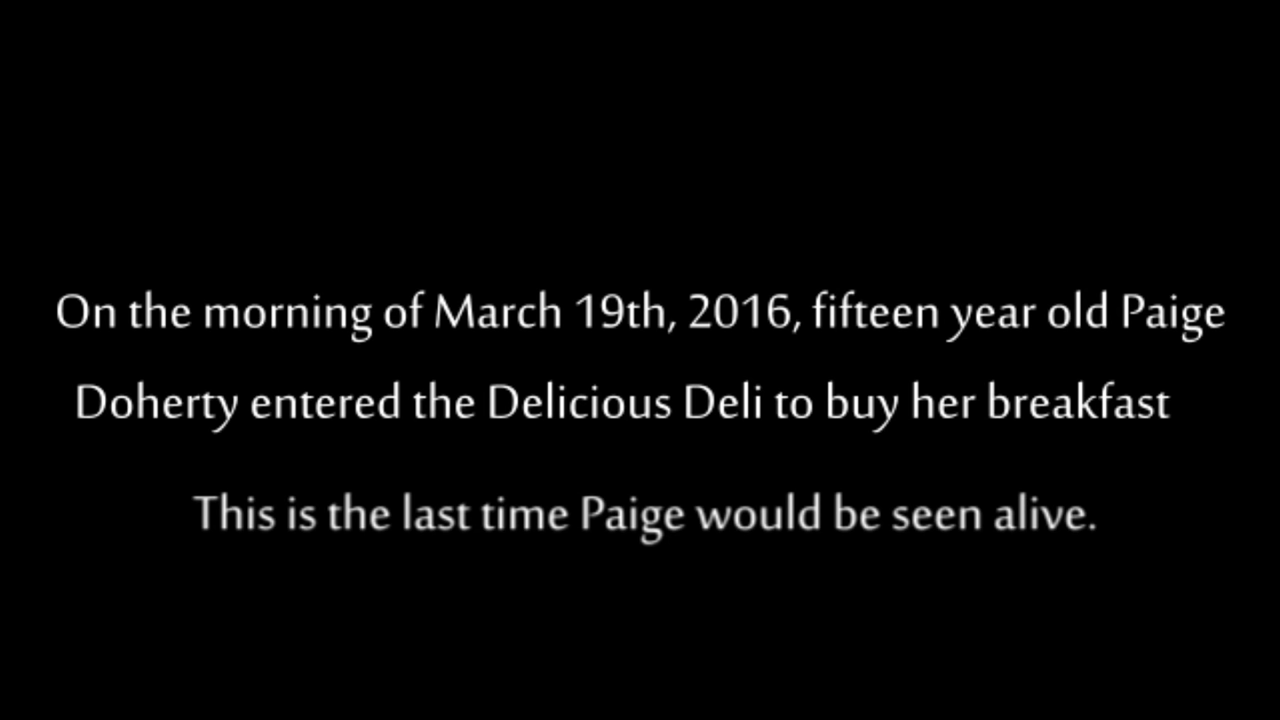 On the morning of March 19th, 2016, fifteen year old Paige
Doherty entered the Delicious Deli to buy her breakfast
This is the last time Paige would be seen alive.